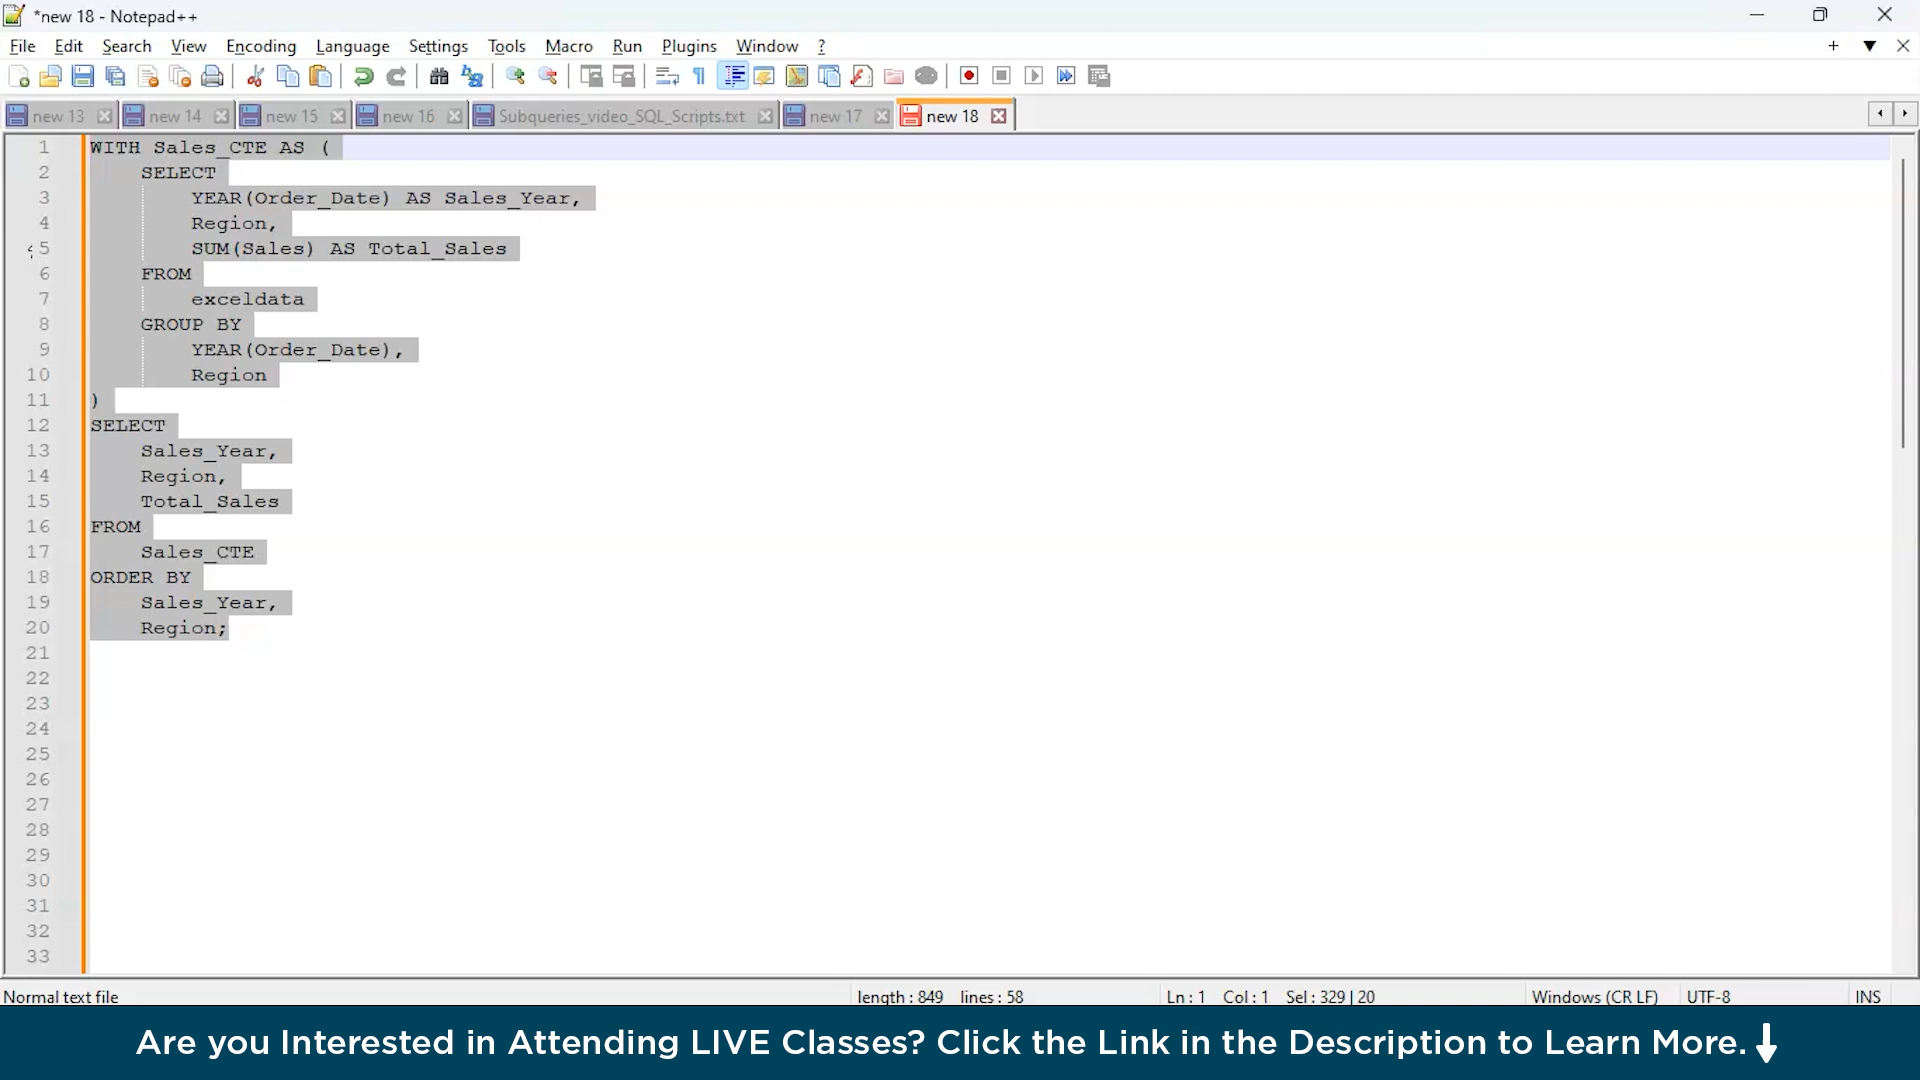 *new 18 - Notepad++
File Edit Search View Encoding Language Settings Tools Macro Run Plugins Window ?
new 13 new 14 new 15 new 16 Subqueries_video_SQL_Scripts.txt new 17 new 18
1 WITH Sales_CTE AS (
2 SELECT
3 YEAR(Order_Date) AS Sales_Year,
4 Region,
5 SUM(Sales) AS Total_Sales
6 FROM
7 exceldata
8 GROUP BY
9 YEAR(Order_Date),
10 Region
11 )
12 SELECT
13 Sales_Year,
14 Region,
15 Total_Sales
16 FROM
17 Sales_CTE
18 ORDER BY
19 Sales_Year,
20 Region;
21
22
23
24
25
26
27
28
29
30
31
32
33
Normal text file length : 849 lines : 58 Ln : 1 Col : 1 Sel : 329 | 20 Windows (CR LF) UTF-8 INS
Are you Interested in Attending LIVE Classes? Click the Link in the Description to Learn More.